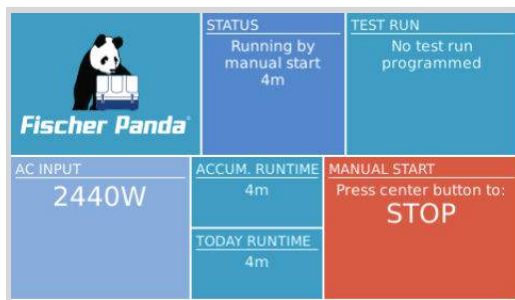 Fischer Panda
STATUS
Running by
manual start
4m
TEST RUN
No test run
programmed
AC INPUT
2440W
ACCUM. RUNTIME
4m
TODAY RUNTIME
4m
MANUAL START
Press center button to:
STOP